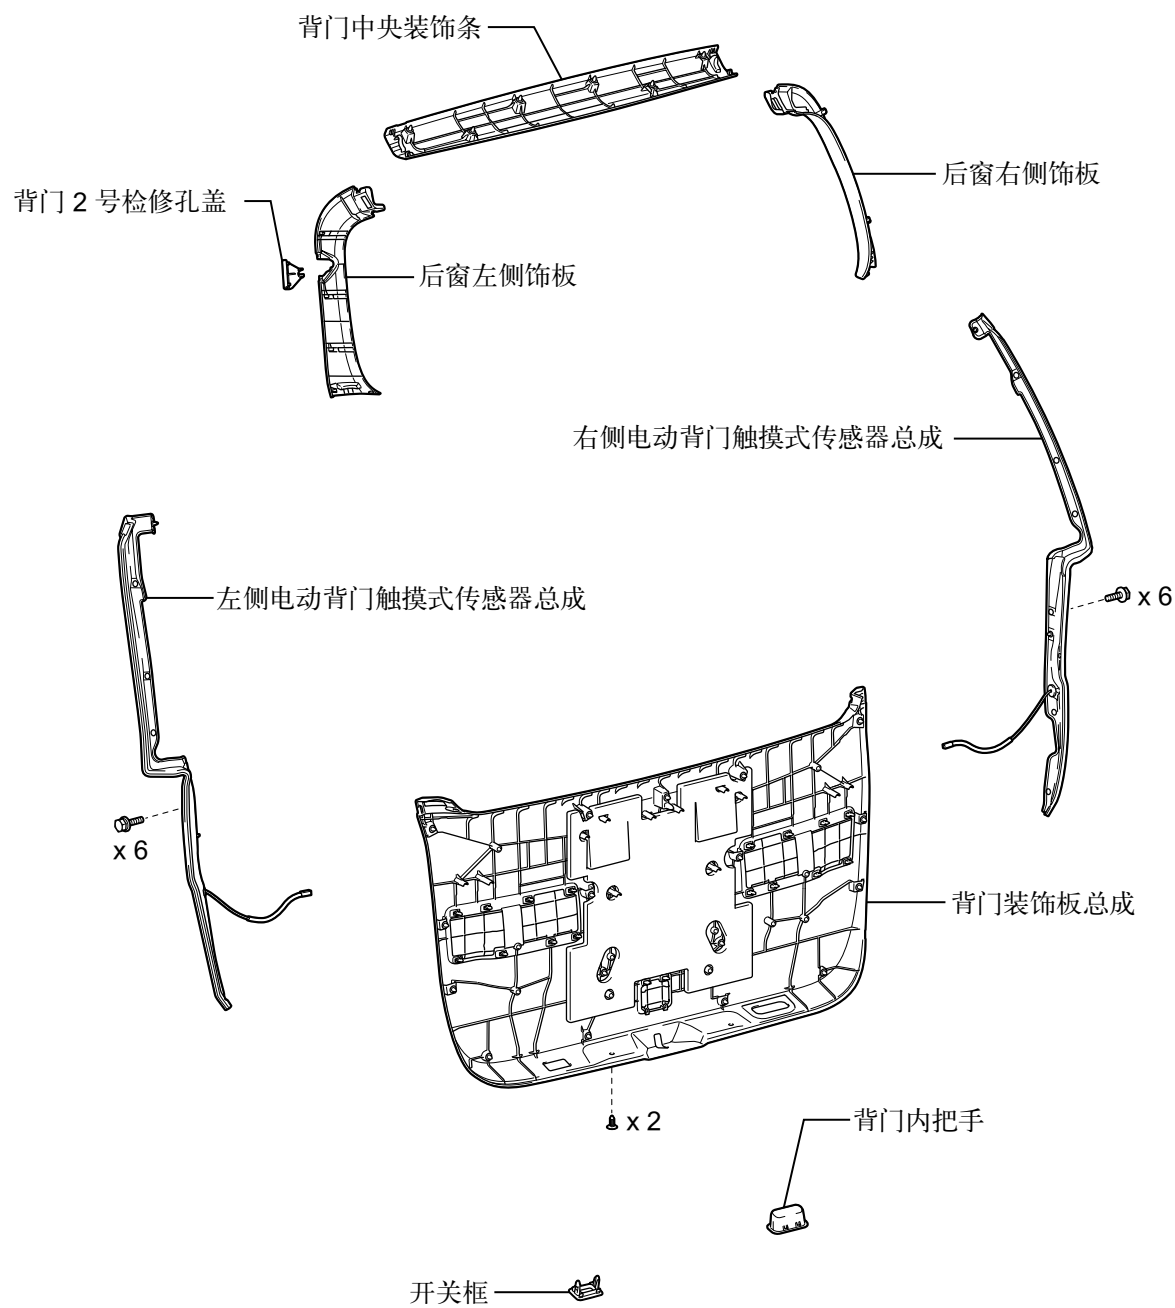 背门中央装饰条
后窗右侧饰板
背门 2 号检修孔盖
后窗左侧饰板
右侧电动背门触摸式传感器总成
左侧电动背门触摸式传感器总成
x 6
x 6
背门装饰板总成
x 2
背门内把手
开关框